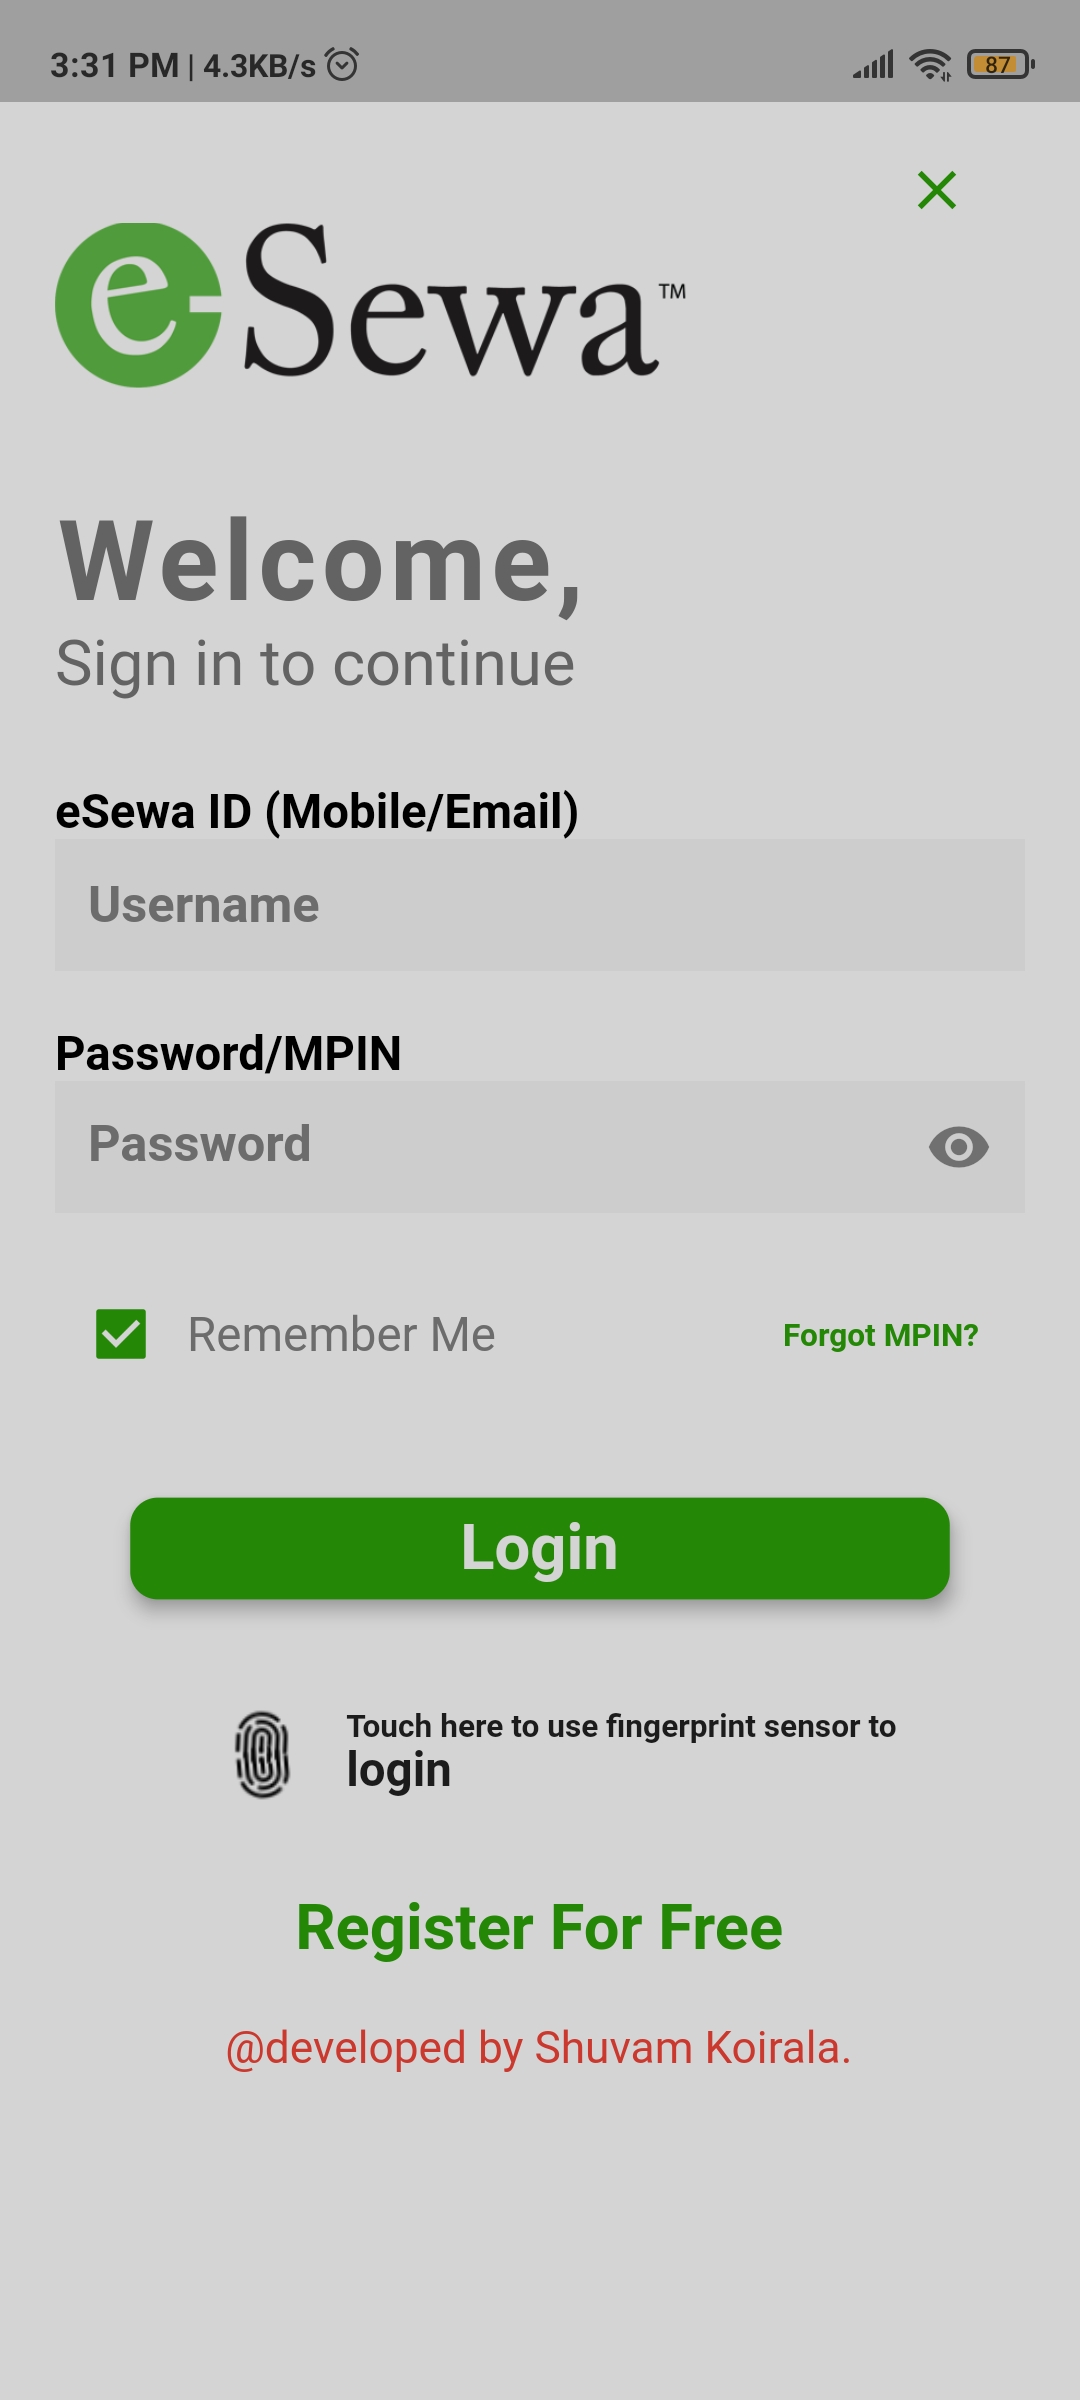 3:31 PM | 4.3KB/s 87
e-Sewa™
Welcome,
Sign in to continue
eSewa ID (Mobile/Email)
Username
Password/MPIN
Password
Remember Me Forgot MPIN?
Login
Touch here to use fingerprint sensor to
login
Register For Free
@developed by Shuvam Koirala.